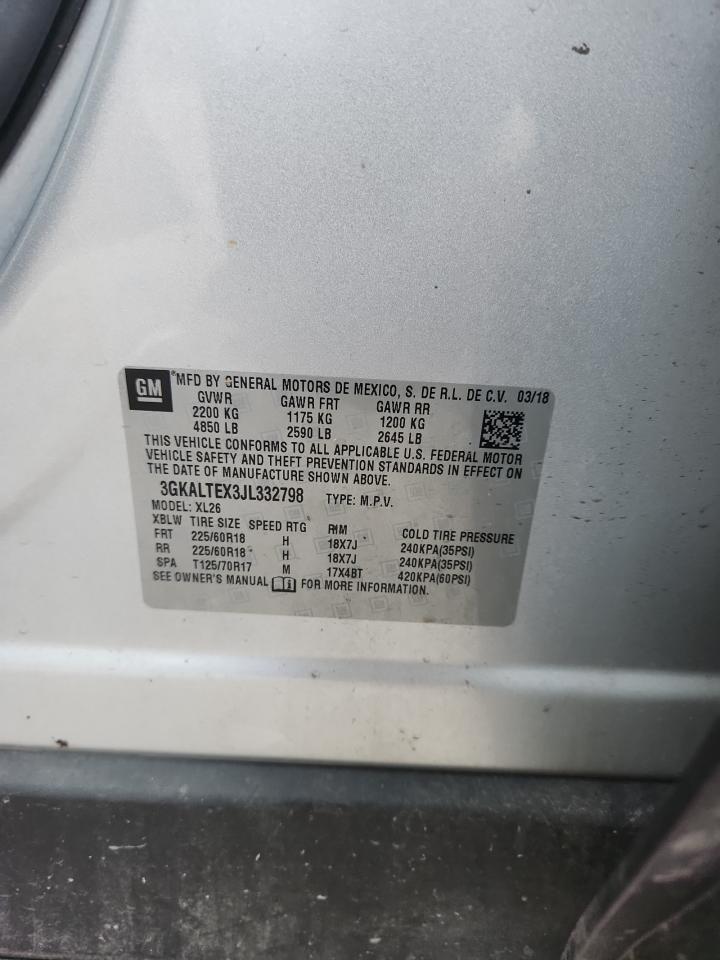 GM
MFD BY GENERAL MOTORS DE MEXICO, S. DE R.L. DE C.V. 03/18
GVWR GAWR FRT GAWR RR
2200 KG 1175 KG 1200 KG
4850 LB 2590 LB 2645 LB
THIS VEHICLE CONFORMS TO ALL APPLICABLE U.S. FEDERAL MOTOR
VEHICLE SAFETY AND THEFT PREVENTION STANDARDS IN EFFECT ON
THE DATE OF MANUFACTURE SHOWN ABOVE.
3GKALTEX3JL332798 TYPE: M.P.V.
MODEL: XL26
XBLW TIRE SIZE SPEED RTG RIM COLD TIRE PRESSURE
FRT 225/60R18 H 18X7J 240KPA(35PSI)
RR 225/60R18 H 18X7J 240KPA(35PSI)
SPA T125/70R17 M 17X4BT 420KPA(60PSI)
SEE OWNER'S MANUAL FOR MORE INFORMATION.